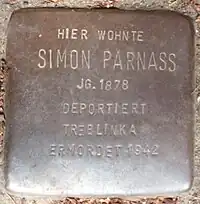 HIER WOHNTE
SIMON PARNASS
JG. 1878
DEPORTIERT
TREBLINKA
ERMORDET 1942